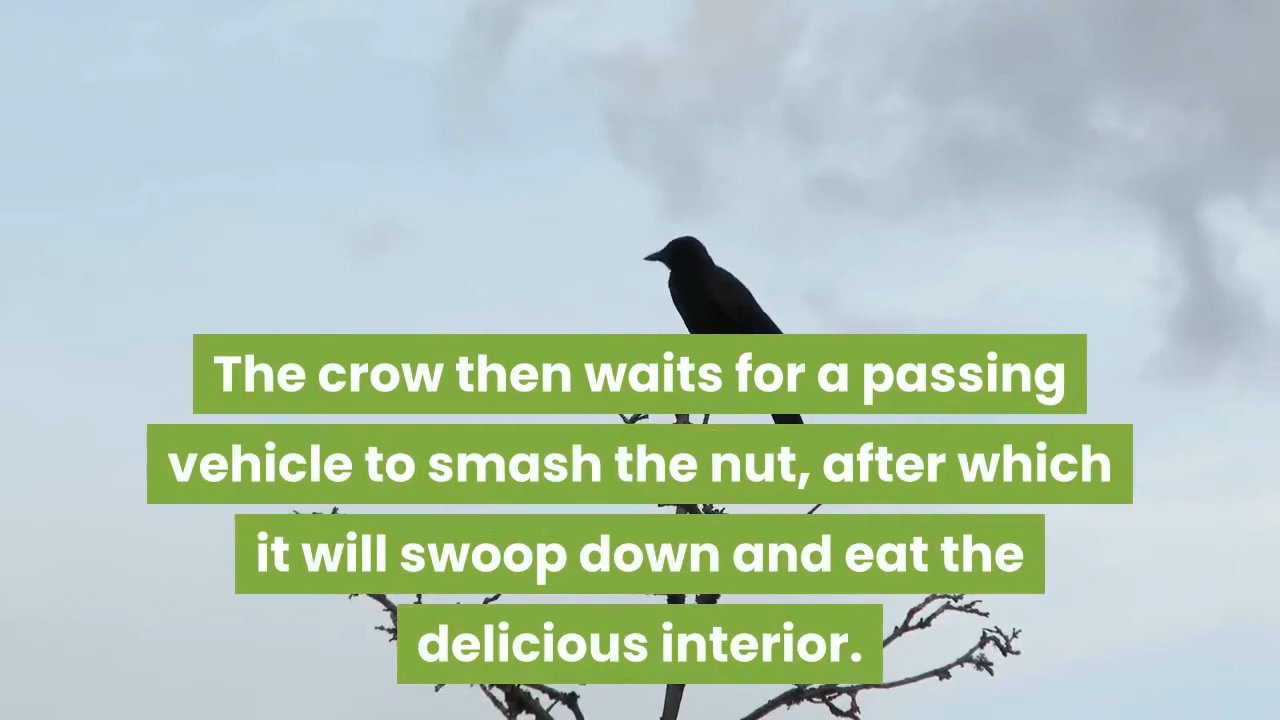 The crow then waits for a passing
vehicle to smash the nut, after which
it will swoop down and eat the
delicious interior.